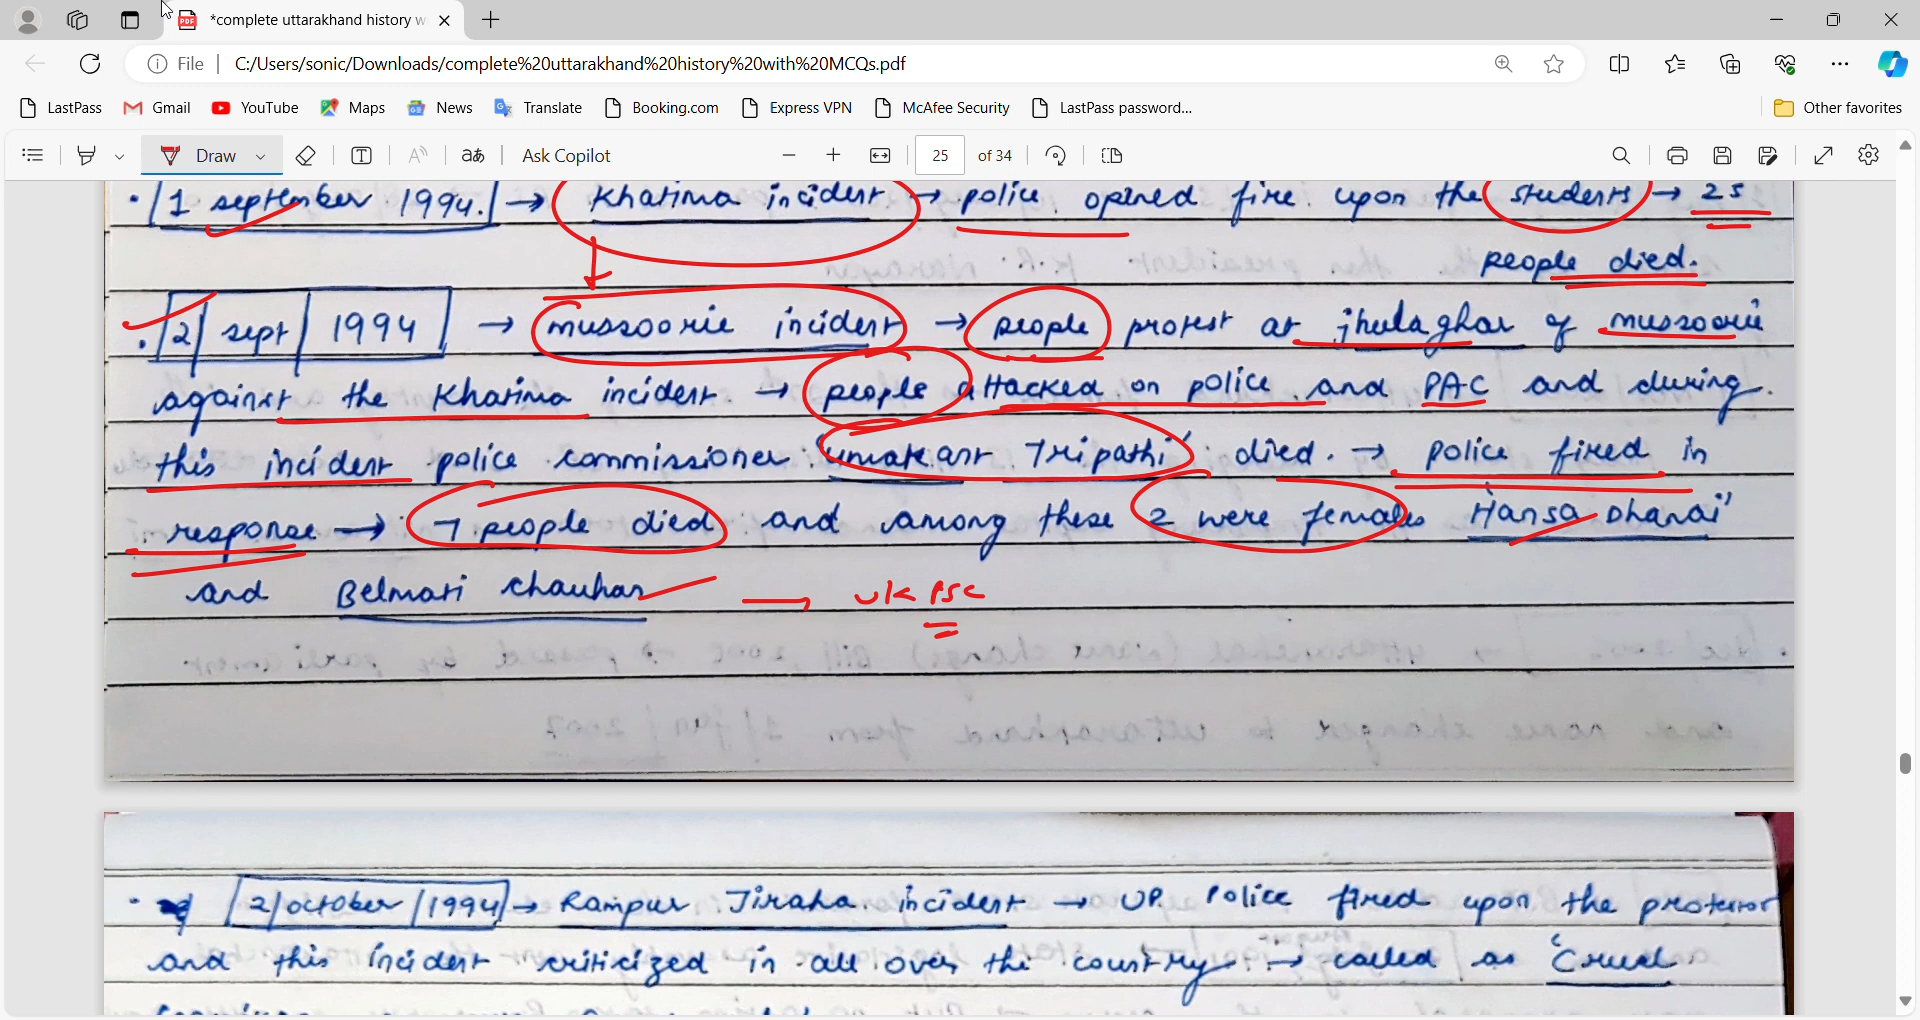 *complete uttarakhand history w
File | C:/Users/sonic/Downloads/complete%20uttarakhand%20history%20with%20MCQs.pdf
LastPass Gmail YouTube Maps News Translate Booking.com Express VPN McAfee Security LastPass password... Other favorites
Draw Ask Copilot 25 of 34
• 1 september 1994. → Khatima incident → police opened fire upon the students → 25
people died.
• 2 | sept | 1994 → mussoorie incident → people protest at jhulaghar of mussoorie
against the Khatima incident → people attacked on police and PAC and during
this incident police commissioner 'umakant Tripathi' died. → Police fired in
response → 7 people died and among these 2 were females 'Hansa Dhanai'
and Belmati chauhan → UKPSC
• 2/october/1994 → Rampur Tiraha incident → UP Police fired upon the protestor
and this incident criticized in all over the country → called as 'Cruel